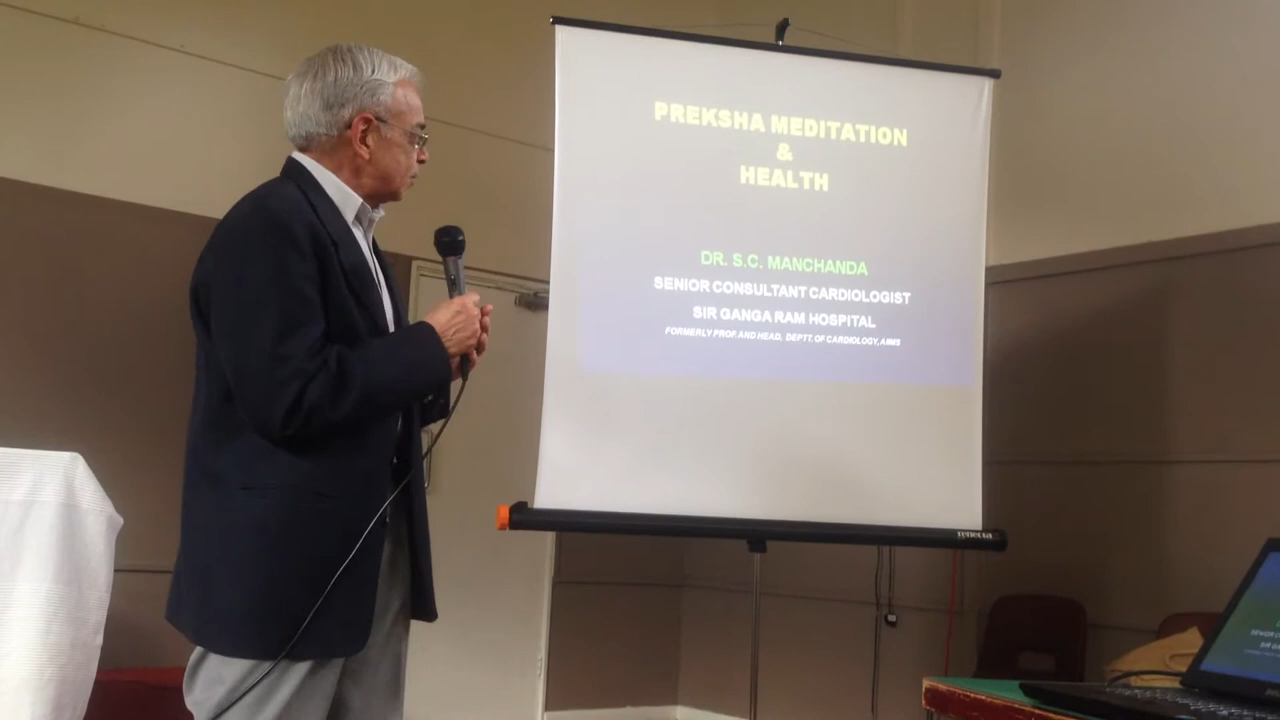 PREKSHA MEDITATION
&
HEALTH
DR. S.C. MANCHANDA
SENIOR CONSULTANT CARDIOLOGIST
SIR GANGA RAM HOSPITAL
FORMERLY PROF. AND HEAD, DEPTT. OF CARDIOLOGY, AIIMS
reflecta